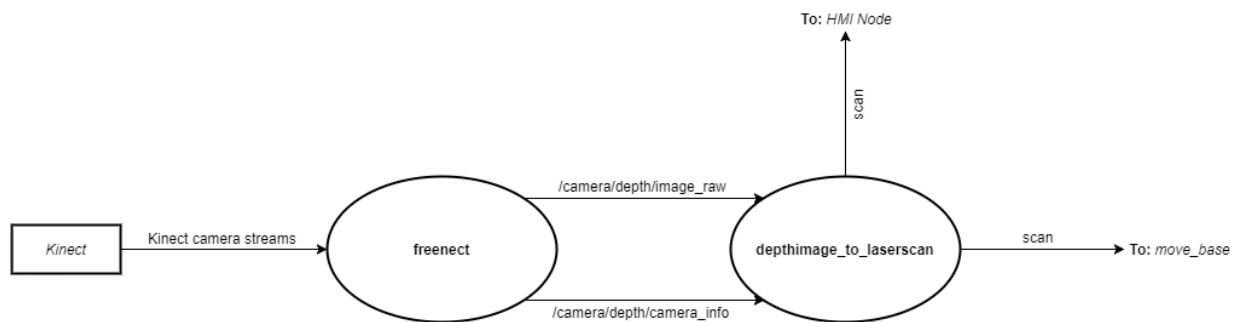 To: HMI Node
scan
/camera/depth/image_raw
Kinect
Kinect camera streams
freenect
depthimage_to_laserscan
scan
To: move_base
/camera/depth/camera_info